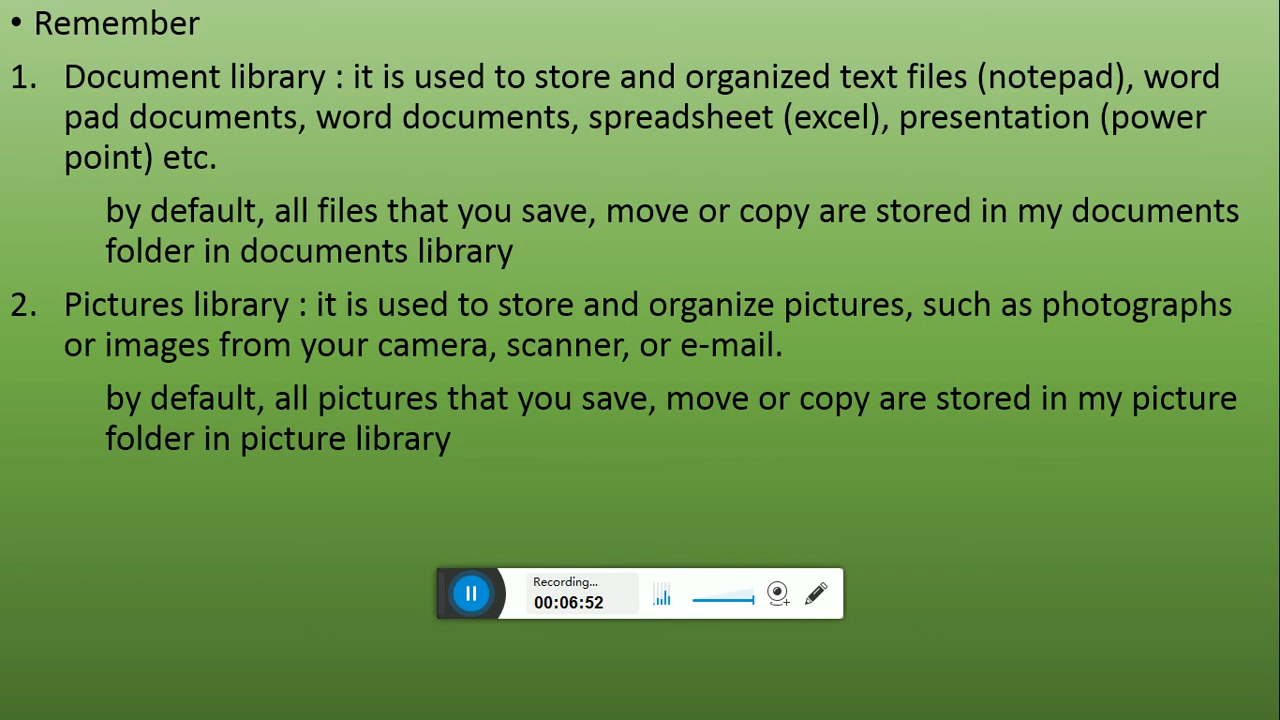 • Remember
1. Document library : it is used to store and organized text files (notepad), word
pad documents, word documents, spreadsheet (excel), presentation (power
point) etc.
by default, all files that you save, move or copy are stored in my documents
folder in documents library
2. Pictures library : it is used to store and organize pictures, such as photographs
or images from your camera, scanner, or e-mail.
by default, all pictures that you save, move or copy are stored in my picture
folder in picture library
Recording...
00:06:52